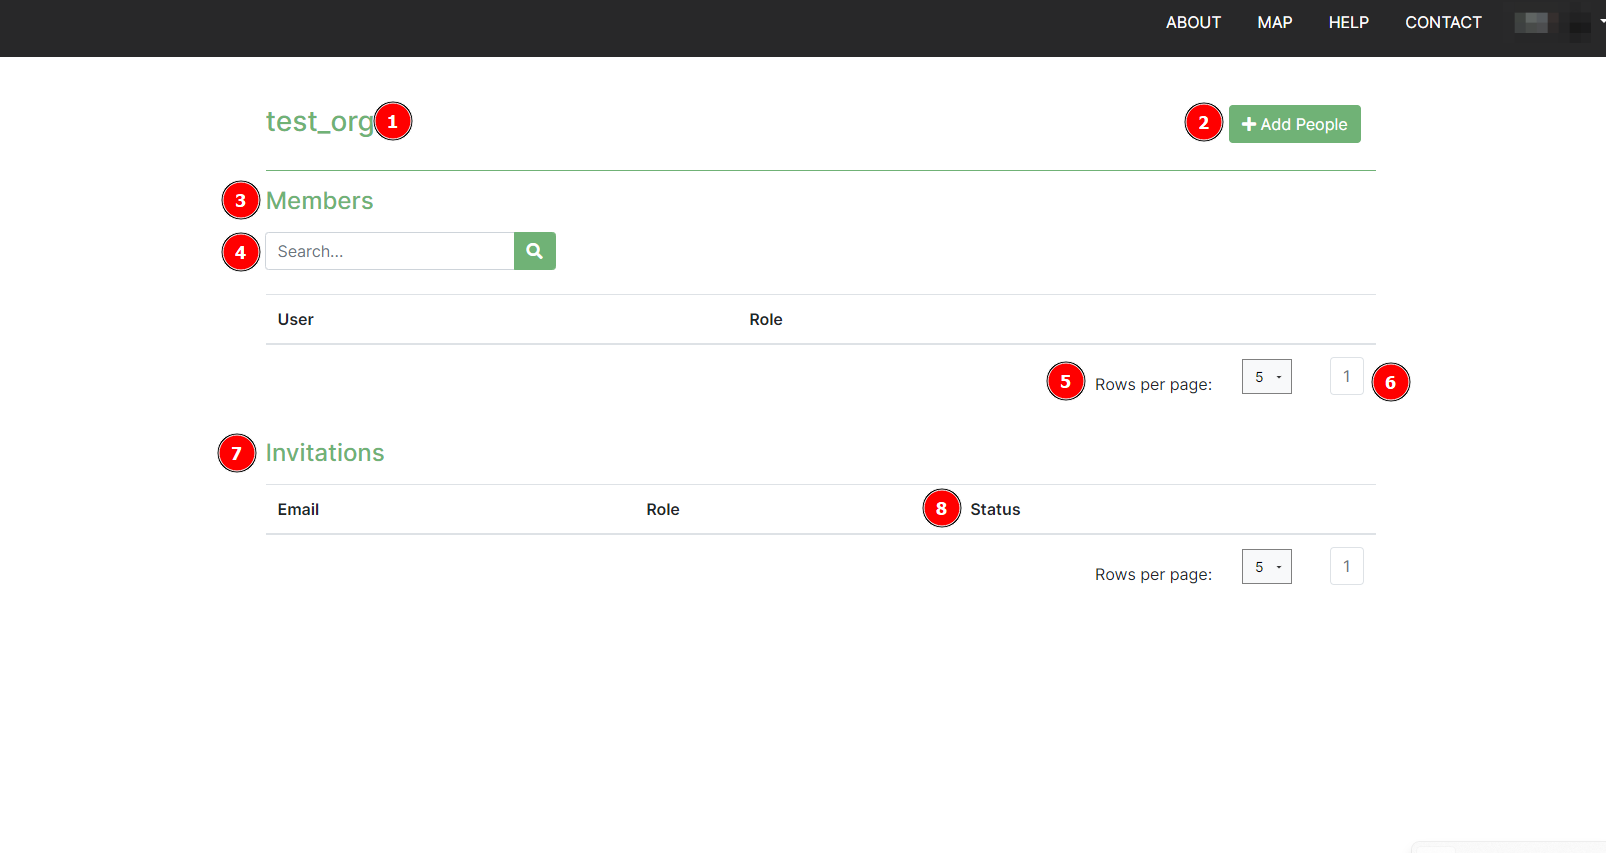 ABOUT MAP HELP CONTACT
test_org 1
2 + Add People
3 Members
4 Search...
User Role
5 Rows per page: 5 1 6
7 Invitations
Email Role 8 Status
Rows per page: 5 1